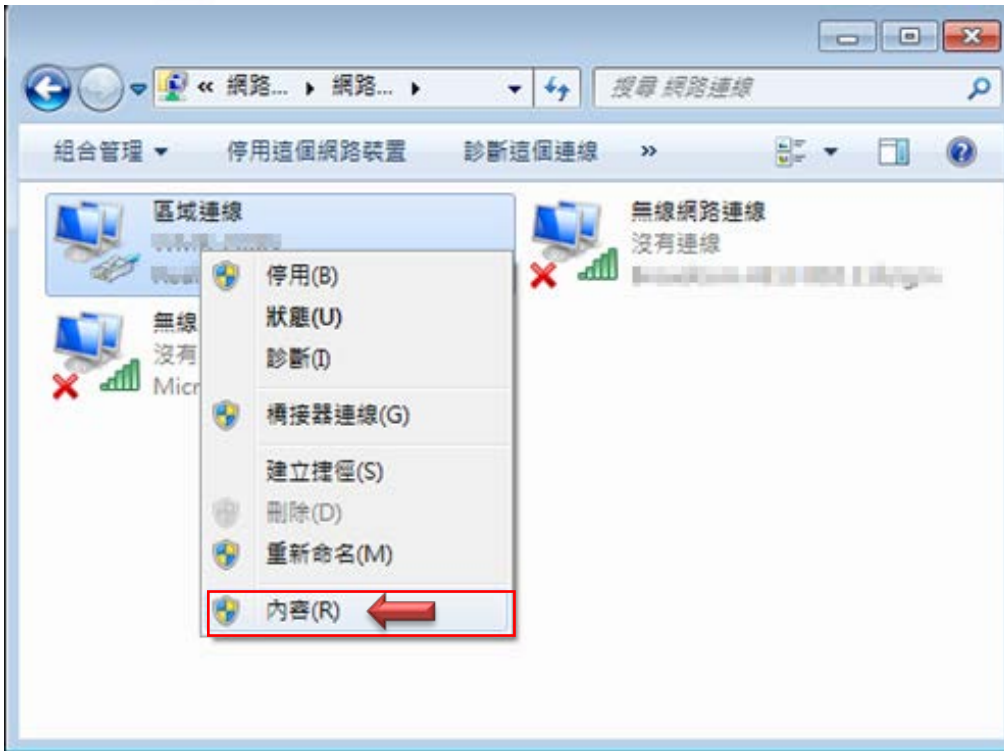 « 網路... ▸ 網路... ▸
搜尋 網路連線
組合管理 停用這個網路裝置 診斷這個連線 »
區域連線
無線網路連線
沒有連線
停用(B)
狀態(U)
診斷(I)
橋接器連線(G)
建立捷徑(S)
刪除(D)
重新命名(M)
內容(R)
無線
沒有
Micr